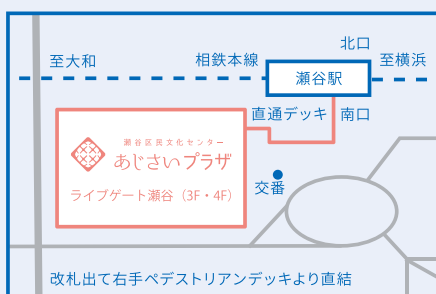 北口
至大和
相鉄本線
至横浜
瀬谷駅
直通デッキ
南口
瀬谷区民文化センター
あじさいプラザ
ライブゲート瀬谷（3F・4F）
交番
改札出て右手ペデストリアンデッキより直結